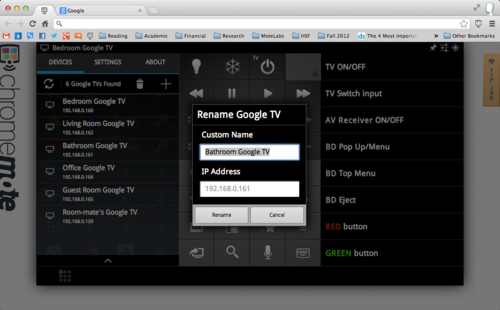 Google
Reading
Academic
Financial
Research
MoteLabs
HSF
Fall 2012
The 4 Most Importa
Other Bookmarks
chromemote
Bedroom Google TV
DEVICES
SETTINGS
ABOUT
6 Google TVs Found
Bedroom Google TV
192.168.0.160
Living Room Google TV
192.168.0.162
Bathroom Google TV
192.168.0.161
Office Google TV
192.168.0.164
Guest Room Google TV
192.168.0.165
Room-mate's Google TV
192.168.0.159
TV
Rename Google TV
Custom Name
Bathroom Google TV
IP Address
192.168.0.161
Rename
Cancel
TV ON/OFF
TV Switch input
AV Receiver ON/OFF
BD Pop Up/Menu
BD Top Menu
BD Eject
RED button
GREEN button
TIP JAR